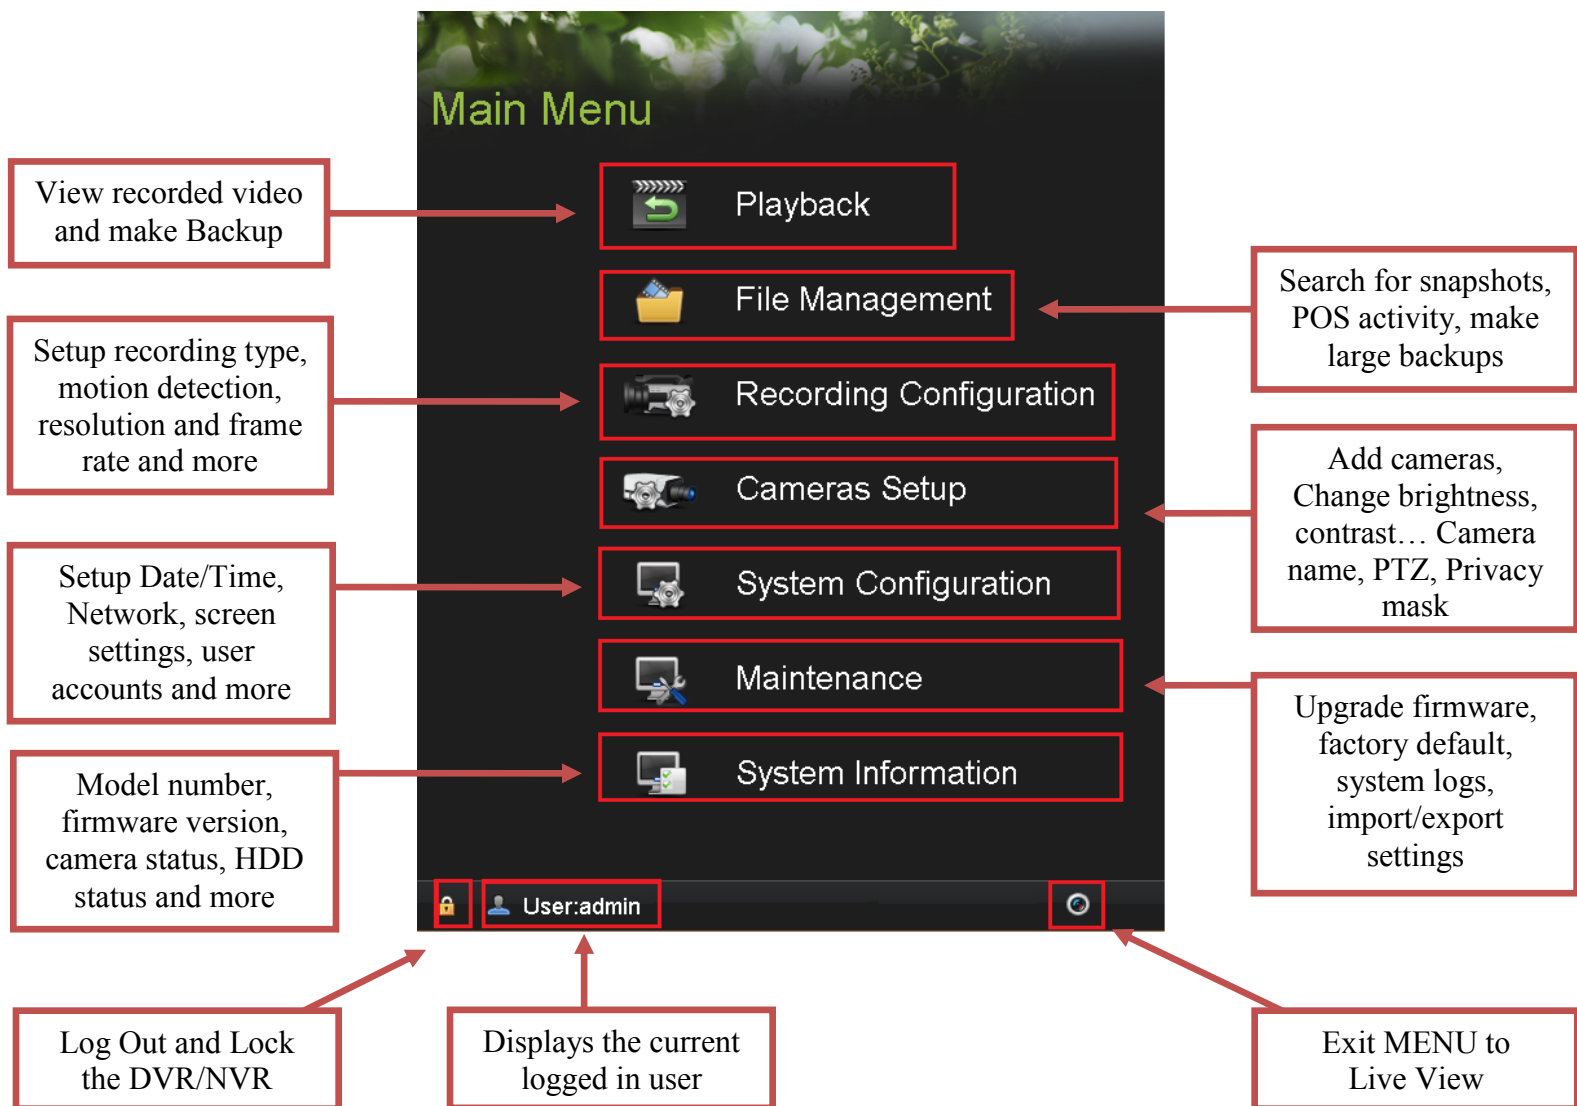 Main Menu
View recorded video
and make Backup
Playback
File Management
Search for snapshots,
POS activity, make
large backups
Setup recording type,
motion detection,
resolution and frame
rate and more
Recording Configuration
Cameras Setup
Add cameras,
Change brightness,
contrast… Camera
name, PTZ, Privacy
mask
Setup Date/Time,
Network, screen
settings, user
accounts and more
System Configuration
Maintenance
Upgrade firmware,
factory default,
system logs,
import/export
settings
Model number,
firmware version,
camera status, HDD
status and more
System Information
User:admin
Log Out and Lock
the DVR/NVR
Displays the current
logged in user
Exit MENU to
Live View